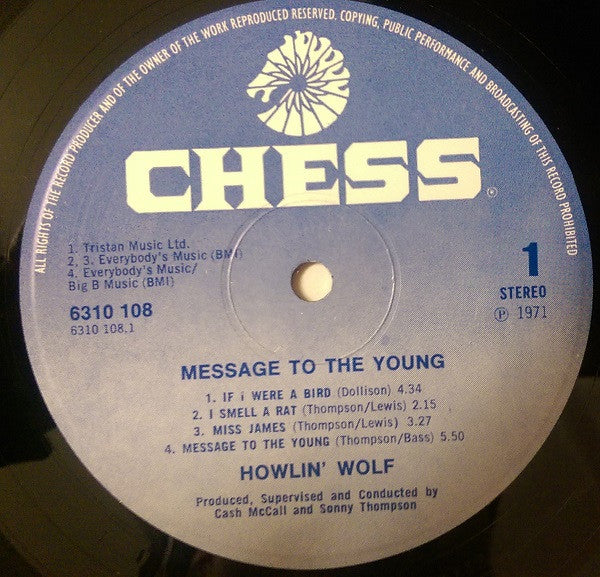 ALL RIGHTS OF THE RECORD PRODUCER AND OF THE OWNER OF THE WORK REPRODUCED RESERVED. COPYING, PUBLIC PERFORMANCE AND BROADCASTING OF THIS RECORD PROHIBITED
CHESS®
1. Tristan Music Ltd.
2. 3. Everybody's Music (BMI)
4. Everybody's Music/
Big B Music (BMI)
6310 108
6310 108.1
1
STEREO
℗ 1971
MESSAGE TO THE YOUNG
1. IF i WERE A BIRD (Dollison) 4.34
2. I SMELL A RAT (Thompson/Lewis) 2.15
3. MISS JAMES (Thompson/Lewis) 3.27
4. MESSAGE TO THE YOUNG (Thompson/Bass) 5.50
HOWLIN' WOLF
Produced, Supervised and Conducted by
Cash McCall and Sonny Thompson